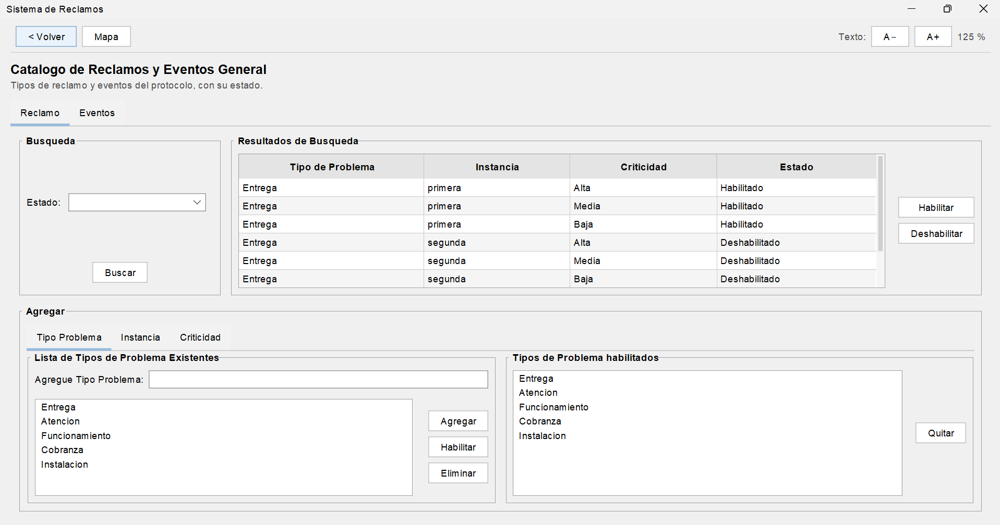 Sistema de Reclamos
< Volver
Mapa
Texto:
A−
A+
125 %
Catalogo de Reclamos y Eventos General
Tipos de reclamo y eventos del protocolo, con su estado.
Reclamo
Eventos
Busqueda
Estado:
Buscar
Resultados de Busqueda
Tipo de Problema Instancia Criticidad Estado
Entrega primera Alta Habilitado
Entrega primera Media Habilitado
Entrega primera Baja Habilitado
Entrega segunda Alta Deshabilitado
Entrega segunda Media Deshabilitado
Entrega segunda Baja Deshabilitado
Habilitar
Deshabilitar
Agregar
Tipo Problema
Instancia
Criticidad
Lista de Tipos de Problema Existentes
Agregue Tipo Problema:
Entrega
Atencion
Funcionamiento
Cobranza
Instalacion
Agregar
Habilitar
Eliminar
Tipos de Problema habilitados
Entrega
Atencion
Funcionamiento
Cobranza
Instalacion
Quitar